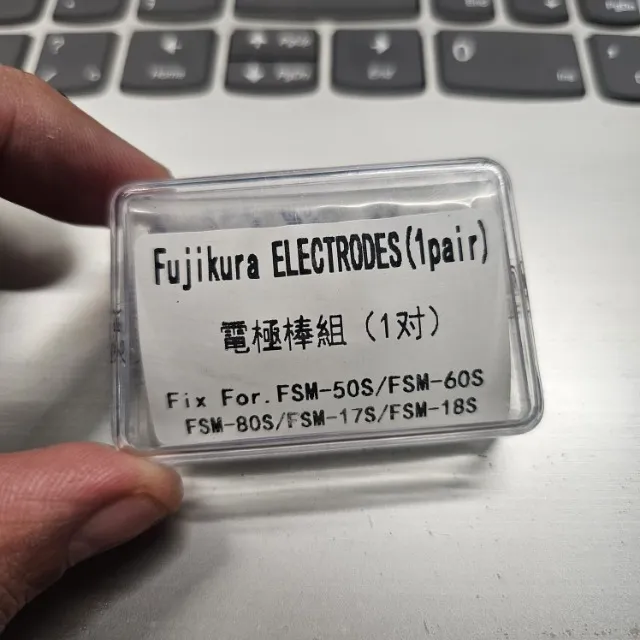 Fujikura ELECTRODES(1pair)
電極棒組（1对）
Fix For.FSM-50S/FSM-60S
FSM-80S/FSM-17S/FSM-18S